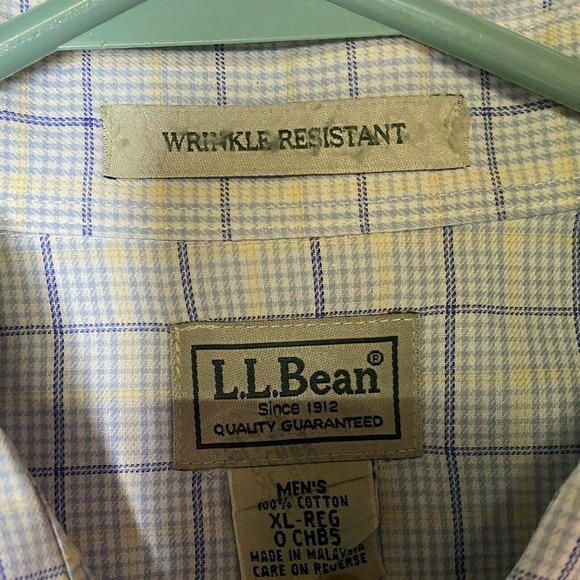 WRINKLE RESISTANT
L.L.Bean®
Since 1912
QUALITY GUARANTEED
MEN'S
100% COTTON
XL-REG
0 CHB5
MADE IN MALAYSIA
CARE ON REVERSE